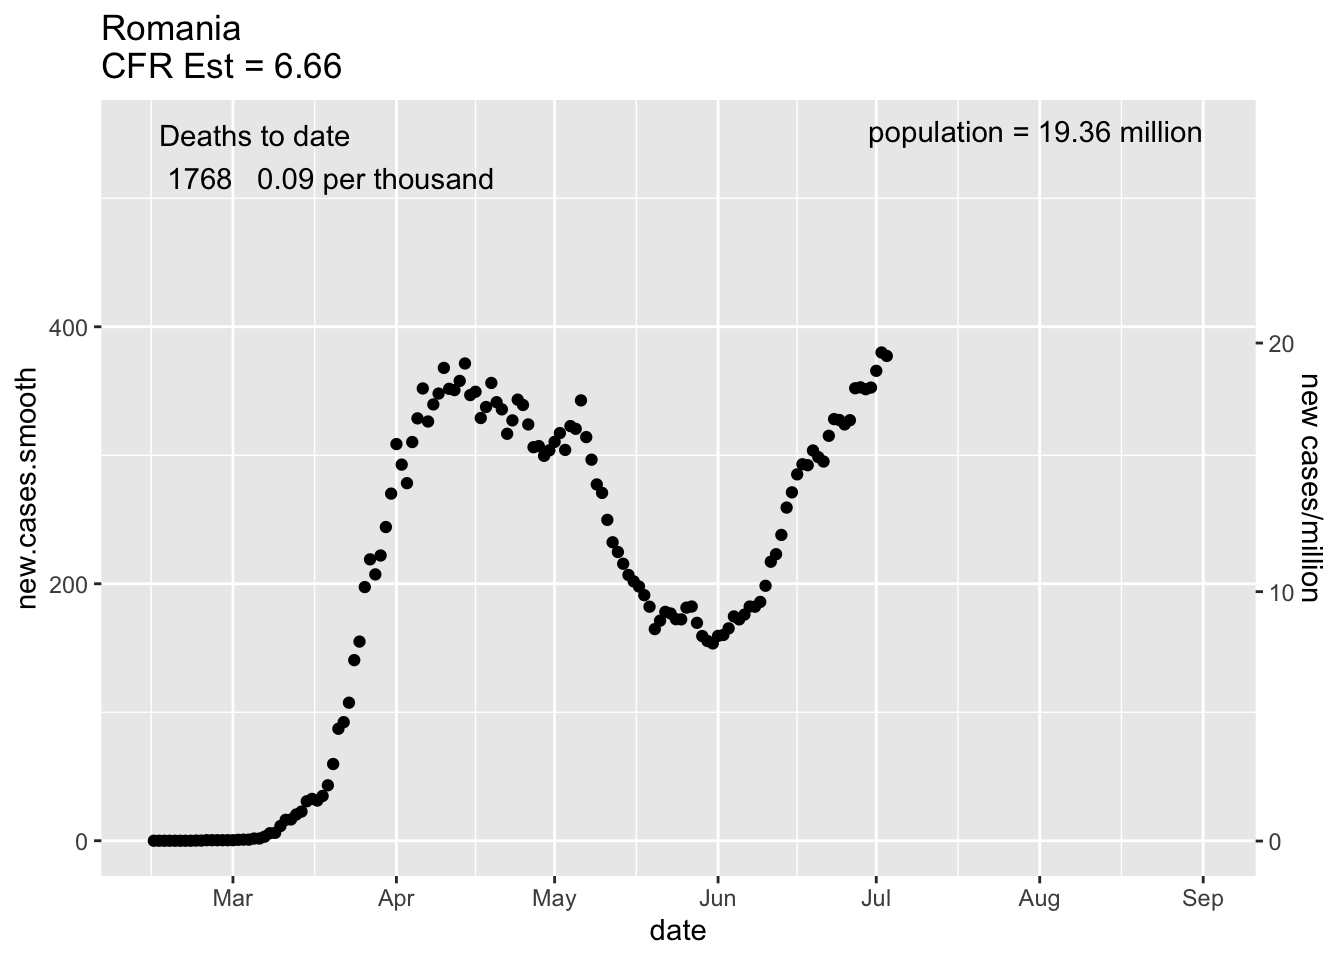 Romania
CFR Est = 6.66
Deaths to date
1768 0.09 per thousand
population = 19.36 million
400
200
0
new.cases.smooth
20
10
0
new cases/million
Mar Apr May Jun Jul Aug Sep
date